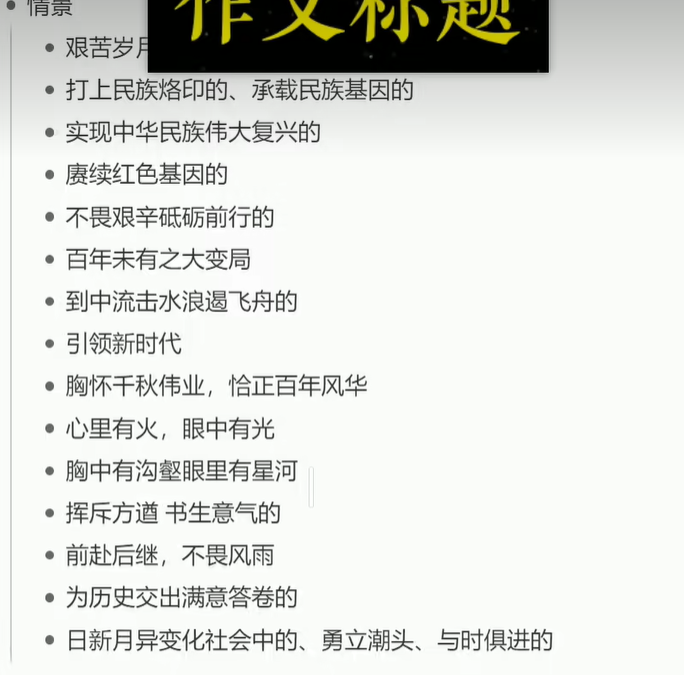 情景
作文标题
艰苦岁月
打上民族烙印的、承载民族基因的
实现中华民族伟大复兴的
赓续红色基因的
不畏艰辛砥砺前行的
百年未有之大变局
到中流击水浪遏飞舟的
引领新时代
胸怀千秋伟业，恰正百年风华
心里有火，眼中有光
胸中有沟壑眼里有星河
挥斥方遒 书生意气的
前赴后继，不畏风雨
为历史交出满意答卷的
日新月异变化社会中的、勇立潮头、与时俱进的